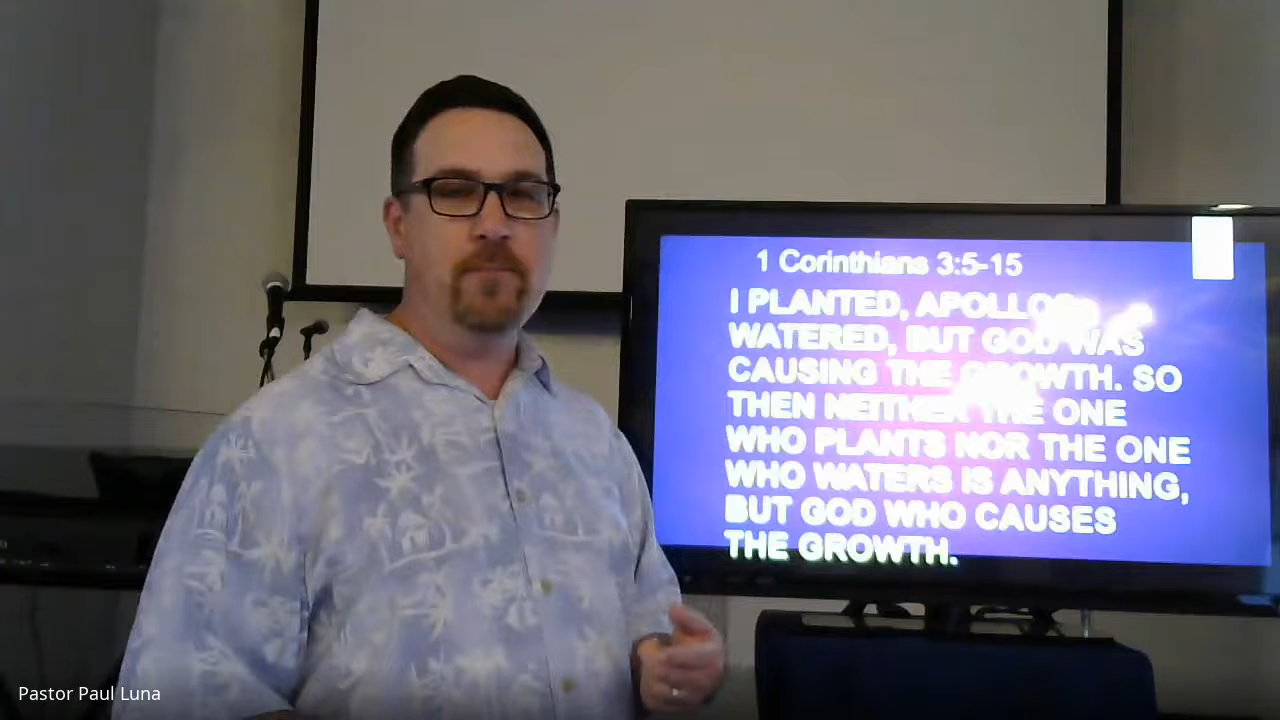 1 Corinthians 3:5-15
I PLANTED, APOLLOS
WATERED, BUT GOD WAS
CAUSING THE GROWTH. SO
THEN NEITHER THE ONE
WHO PLANTS NOR THE ONE
WHO WATERS IS ANYTHING,
BUT GOD WHO CAUSES
THE GROWTH.
Pastor Paul Luna